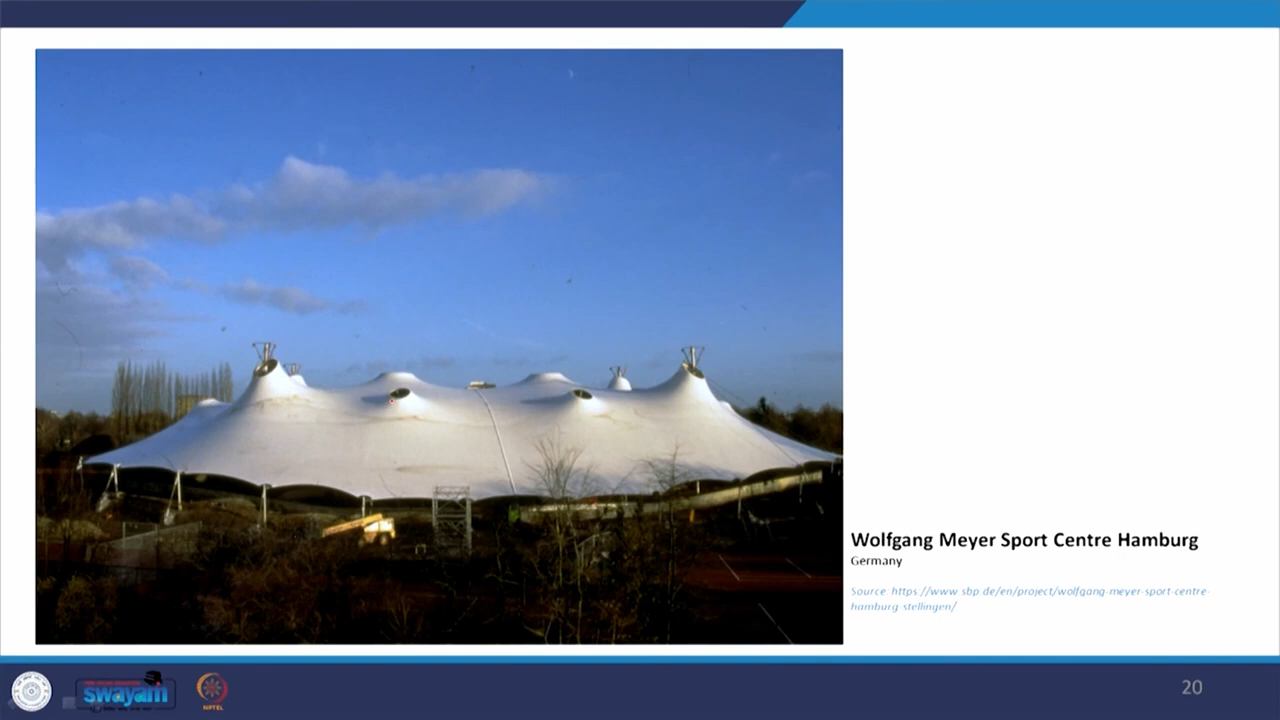 Wolfgang Meyer Sport Centre Hamburg
Germany
Source: https://www.sbp.de/en/project/wolfgang-meyer-sport-centre-
hamburg-stellingen/
swayam
NPTEL
20